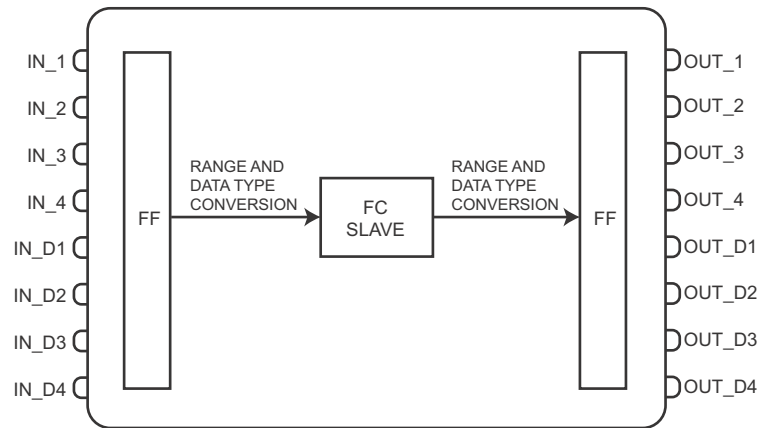 IN_1
IN_2
IN_3
IN_4
IN_D1
IN_D2
IN_D3
IN_D4
FF
RANGE AND
DATA TYPE
CONVERSION
FC
SLAVE
RANGE AND
DATA TYPE
CONVERSION
FF
OUT_1
OUT_2
OUT_3
OUT_4
OUT_D1
OUT_D2
OUT_D3
OUT_D4